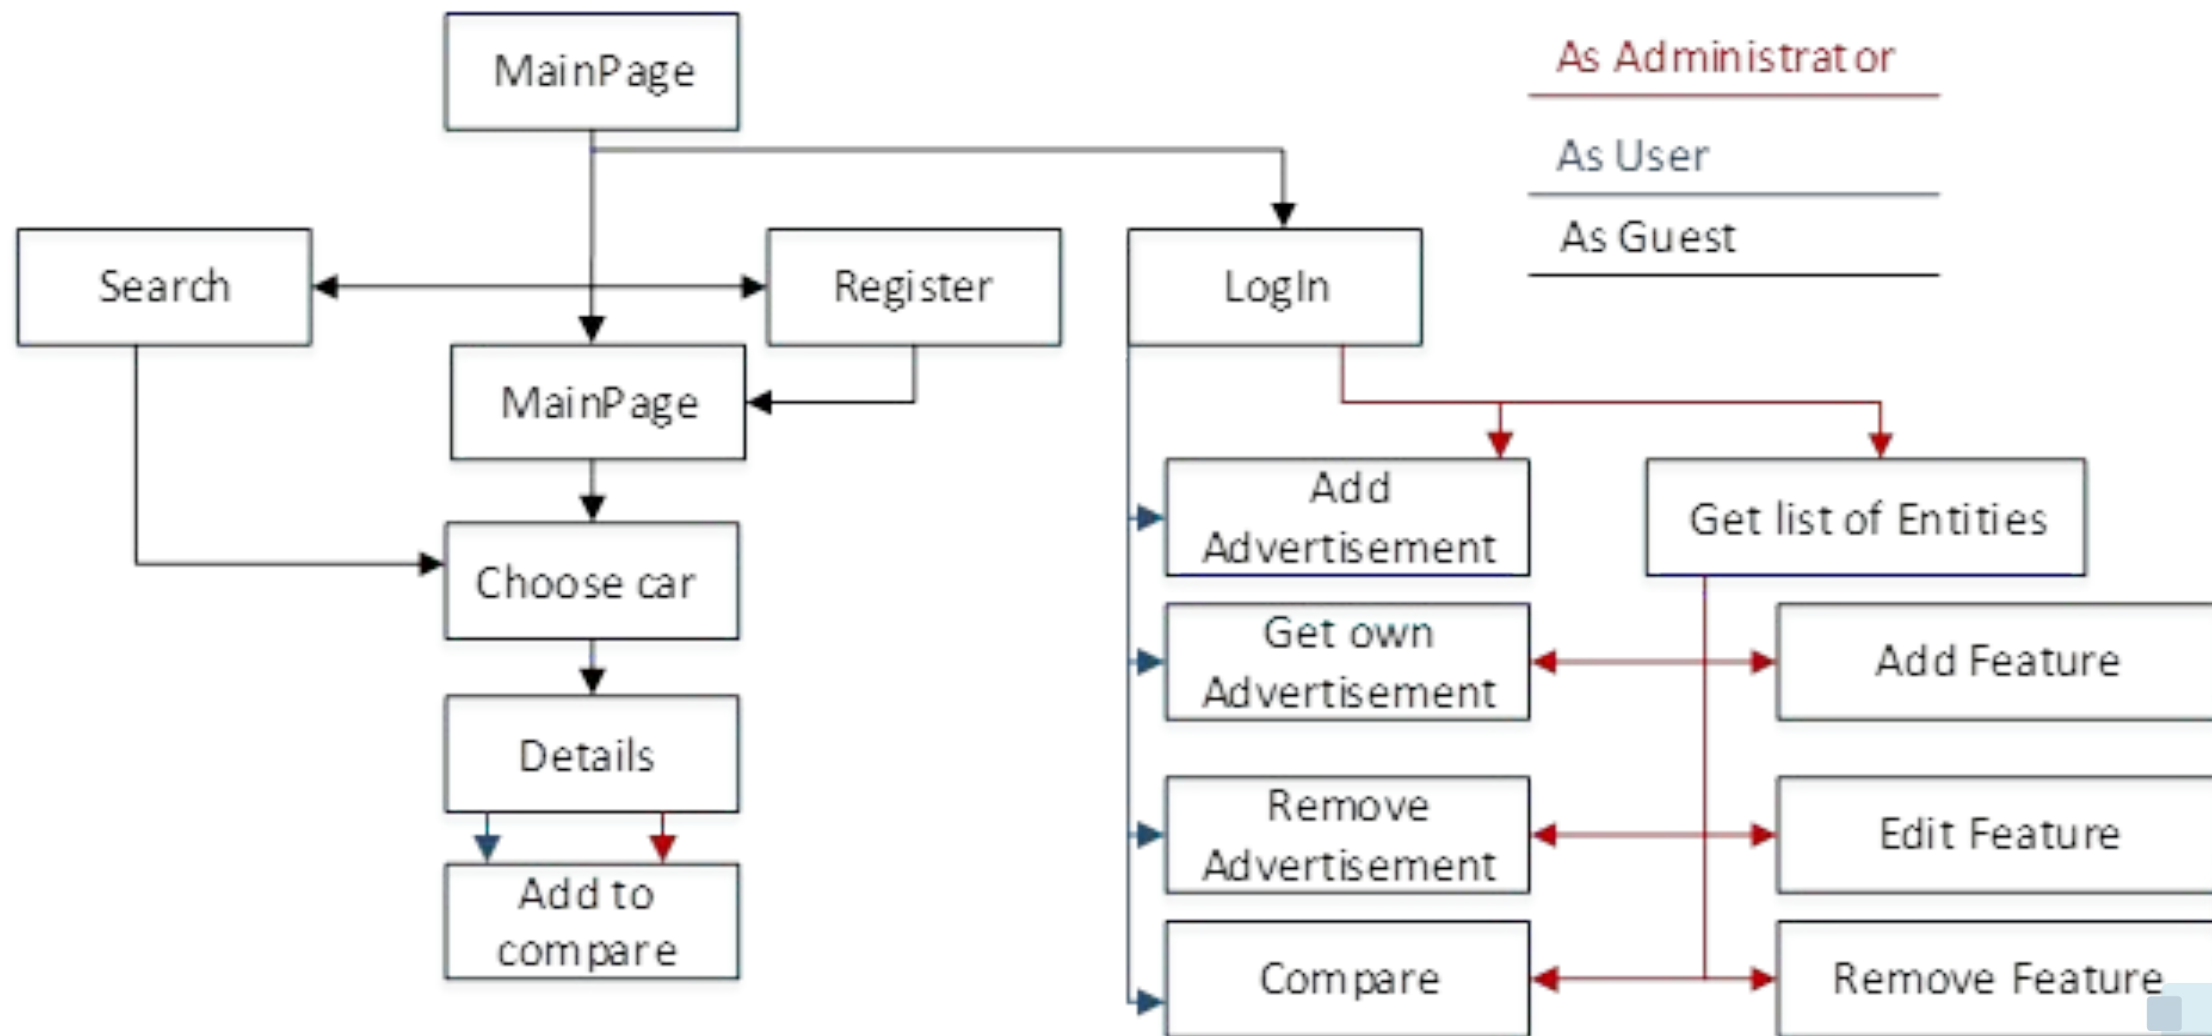 MainPage
As Administrator
As User
As Guest
Search
Register
LogIn
MainPage
Add
Advertisement
Get list of Entities
Choose car
Get own
Advertisement
Add Feature
Details
Remove
Advertisement
Edit Feature
Add to
compare
Compare
Remove Feature